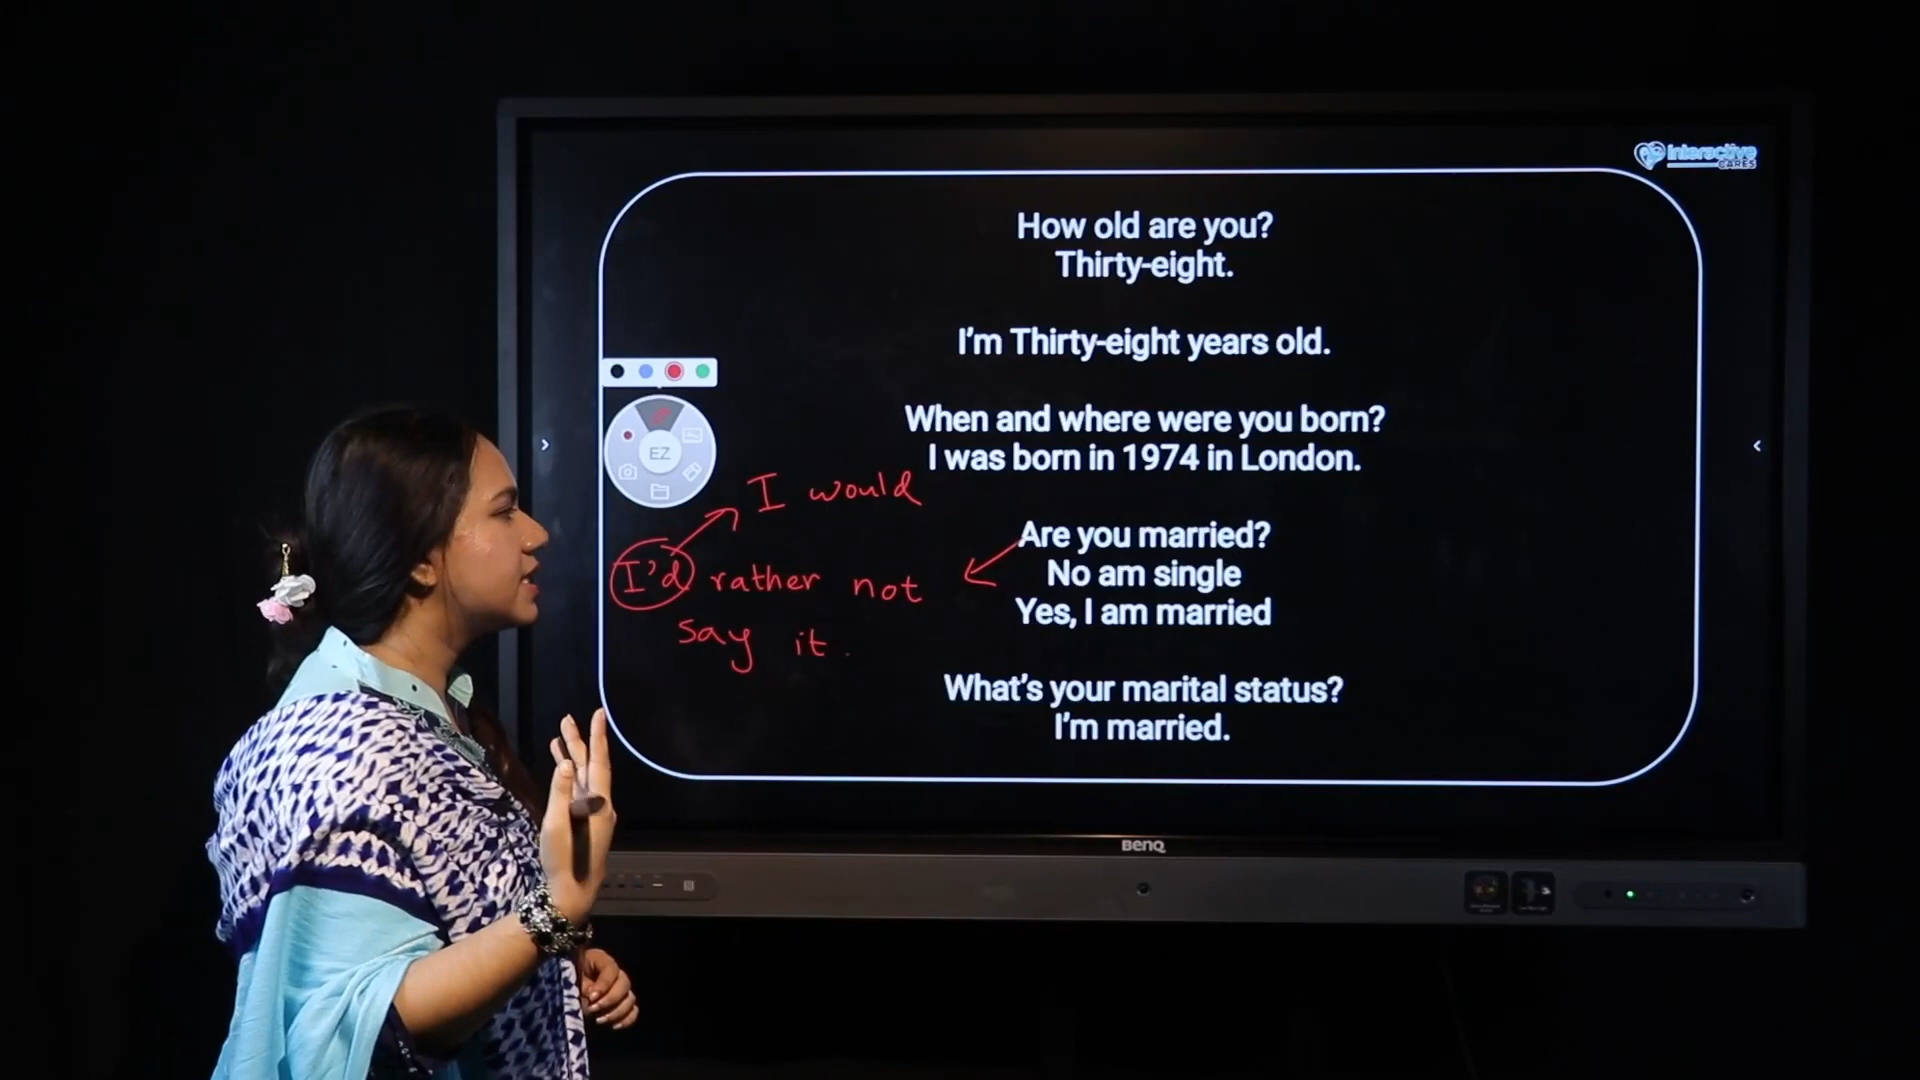 interactive
CARES
How old are you?
Thirty-eight.
I'm Thirty-eight years old.
When and where were you born?
I was born in 1974 in London.
EZ
I would
Are you married?
No am single
Yes, I am married
I'd rather not
say it.
What's your marital status?
I'm married.
BenQ